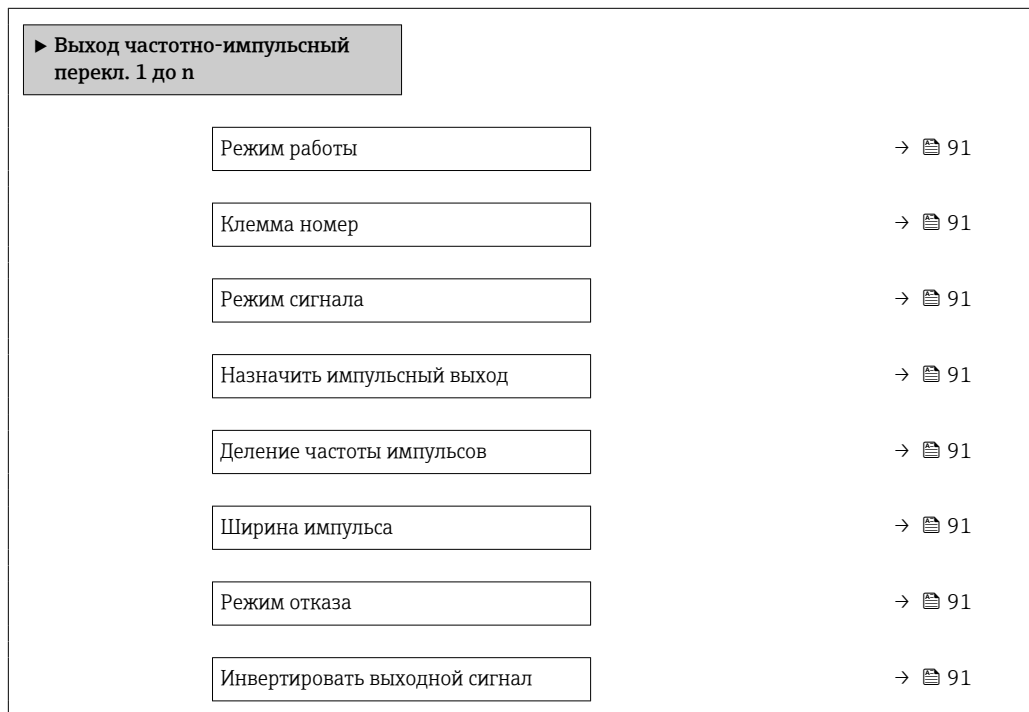 ► Выход частотно-импульсный
перекл. 1 до n
Режим работы → 91
Клемма номер → 91
Режим сигнала → 91
Назначить импульсный выход → 91
Деление частоты импульсов → 91
Ширина импульса → 91
Режим отказа → 91
Инвертировать выходной сигнал → 91